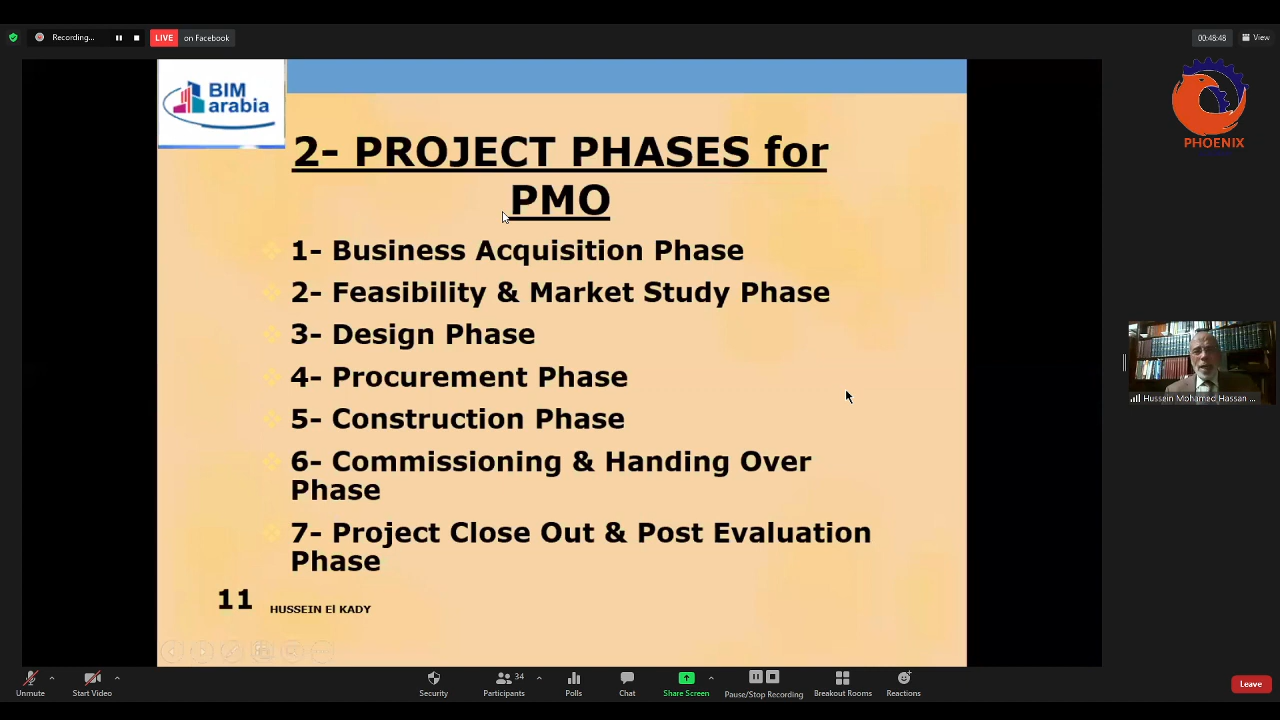 Recording...
LIVE
on Facebook
00:48:48
View
BIM
arabia
PHOENIX
2- PROJECT PHASES for
PMO
1- Business Acquisition Phase
2- Feasibility & Market Study Phase
3- Design Phase
4- Procurement Phase
5- Construction Phase
6- Commissioning & Handing Over
Phase
7- Project Close Out & Post Evaluation
Phase
11
HUSSEIN El KADY
Hussein Mohamed Hassan ...
Unmute
Start Video
Security
Participants
34
Polls
Chat
Share Screen
Pause/Stop Recording
Breakout Rooms
Reactions
Leave